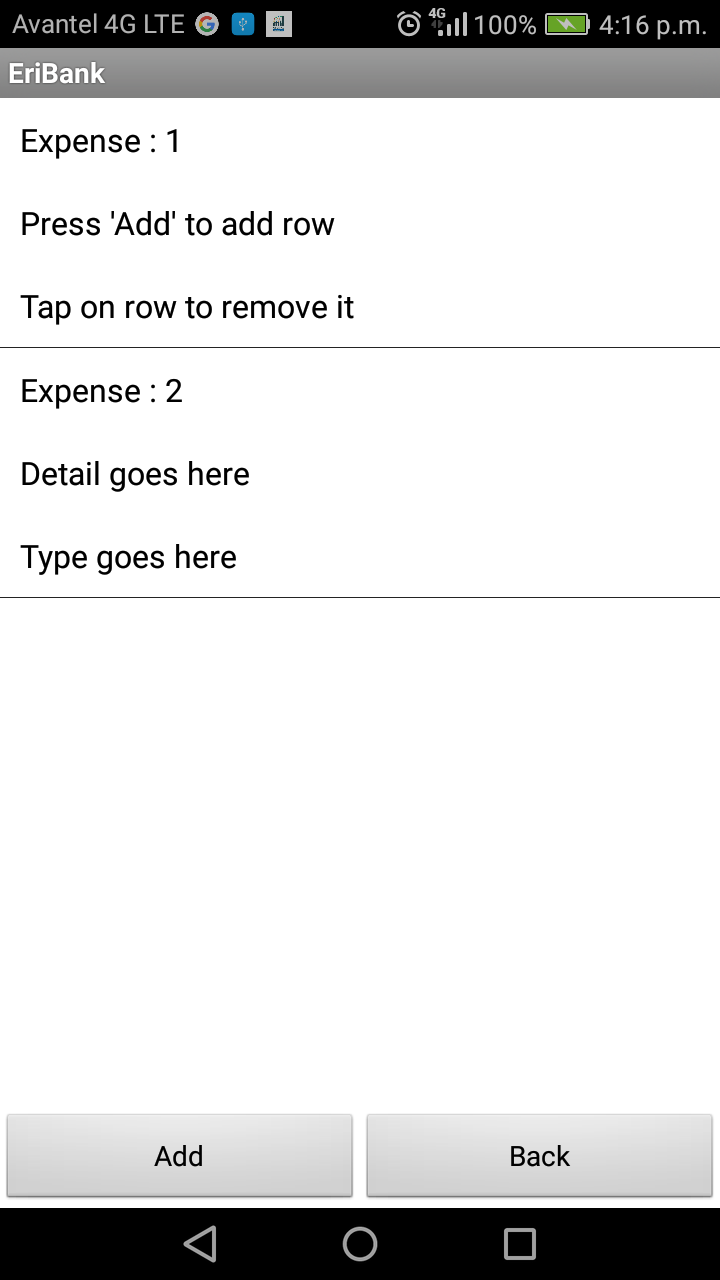 Avantel 4G LTE 4G 100% 4:16 p.m.
EriBank
Expense : 1
Press 'Add' to add row
Tap on row to remove it
Expense : 2
Detail goes here
Type goes here
Add Back